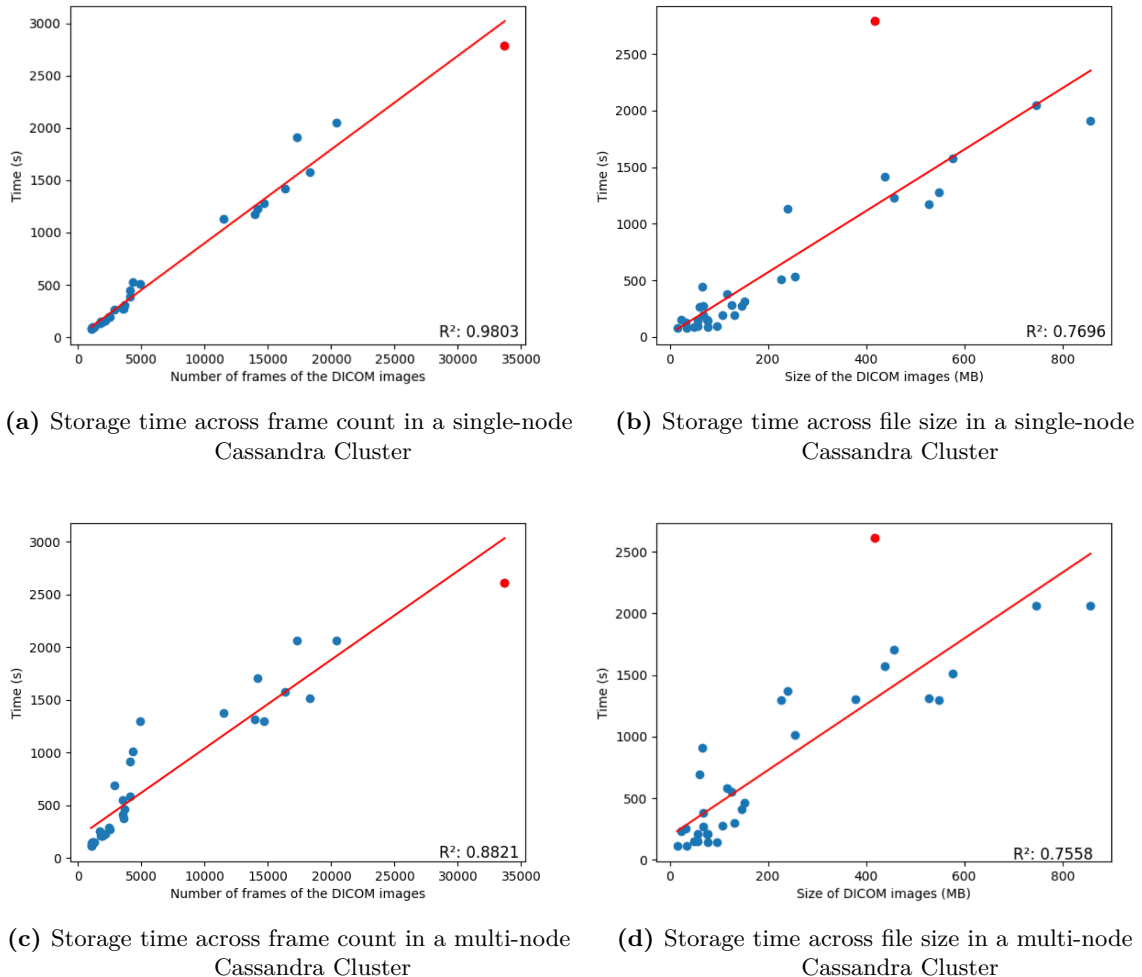 3000
2500
2000
1500
1000
500
0
Time (s)
R²: 0.9803
0 5000 10000 15000 20000 25000 30000 35000
Number of frames of the DICOM images
(a) Storage time across frame count in a single-node
Cassandra Cluster
2500
2000
1500
1000
500
0
Time (s)
R²: 0.7696
0 200 400 600 800
Size of the DICOM images (MB)
(b) Storage time across file size in a single-node
Cassandra Cluster
3000
2500
2000
1500
1000
500
0
Time (s)
R²: 0.8821
0 5000 10000 15000 20000 25000 30000 35000
Number of frames of the DICOM images
(c) Storage time across frame count in a multi-node
Cassandra Cluster
2500
2000
1500
1000
500
0
Time (s)
R²: 0.7558
0 200 400 600 800
Size of DICOM images (MB)
(d) Storage time across file size in a multi-node
Cassandra Cluster